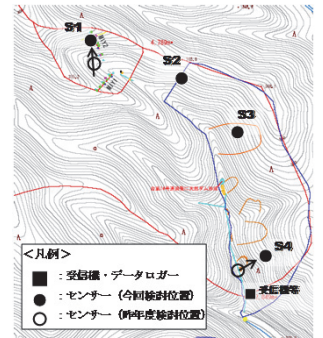 S1
S2
S3
S4
受信機等
＜凡例＞
■ : 受信機・データロガー
● : センサー（今回検討位置）
○ : センサー（昨年度検討位置）